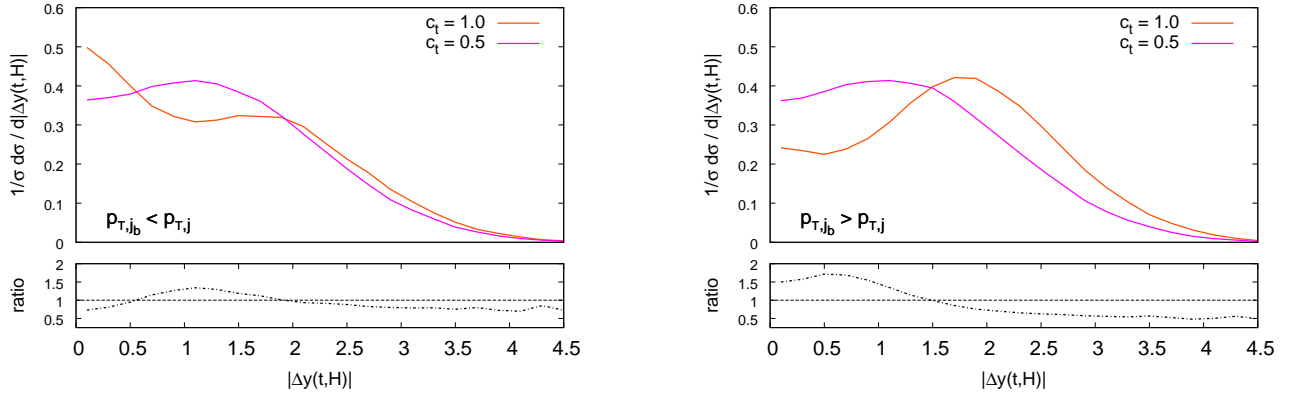 0.6
0.5
0.4
0.3
0.2
0.1
0
1/σ dσ / d|Δy(t,H)|
c_t = 1.0
c_t = 0.5
p_T,j_b < p_T,j
2
1.5
1
0.5
ratio
0 0.5 1 1.5 2 2.5 3 3.5 4 4.5
|Δy(t,H)|
0.6
0.5
0.4
0.3
0.2
0.1
0
1/σ dσ / d|Δy(t,H)|
c_t = 1.0
c_t = 0.5
p_T,j_b > p_T,j
2
1.5
1
0.5
ratio
0 0.5 1 1.5 2 2.5 3 3.5 4 4.5
|Δy(t,H)|